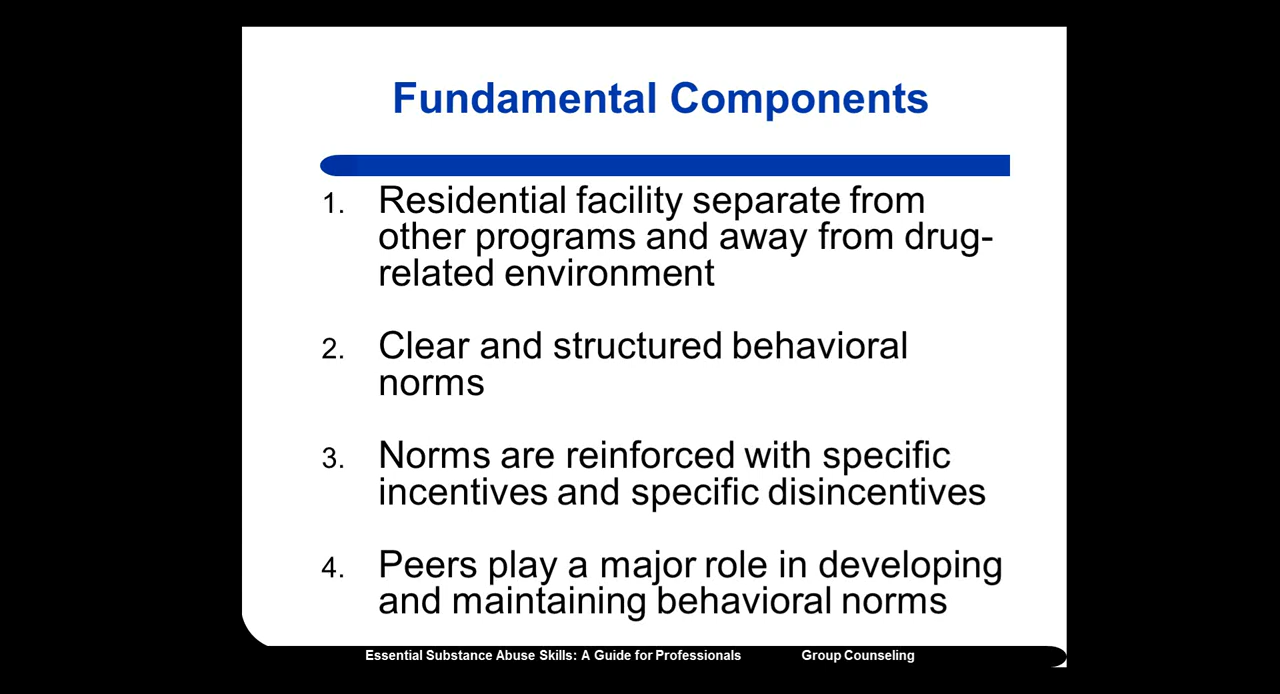 Fundamental Components
1. Residential facility separate from
other programs and away from drug-
related environment
2. Clear and structured behavioral
norms
3. Norms are reinforced with specific
incentives and specific disincentives
4. Peers play a major role in developing
and maintaining behavioral norms
Essential Substance Abuse Skills: A Guide for Professionals Group Counseling